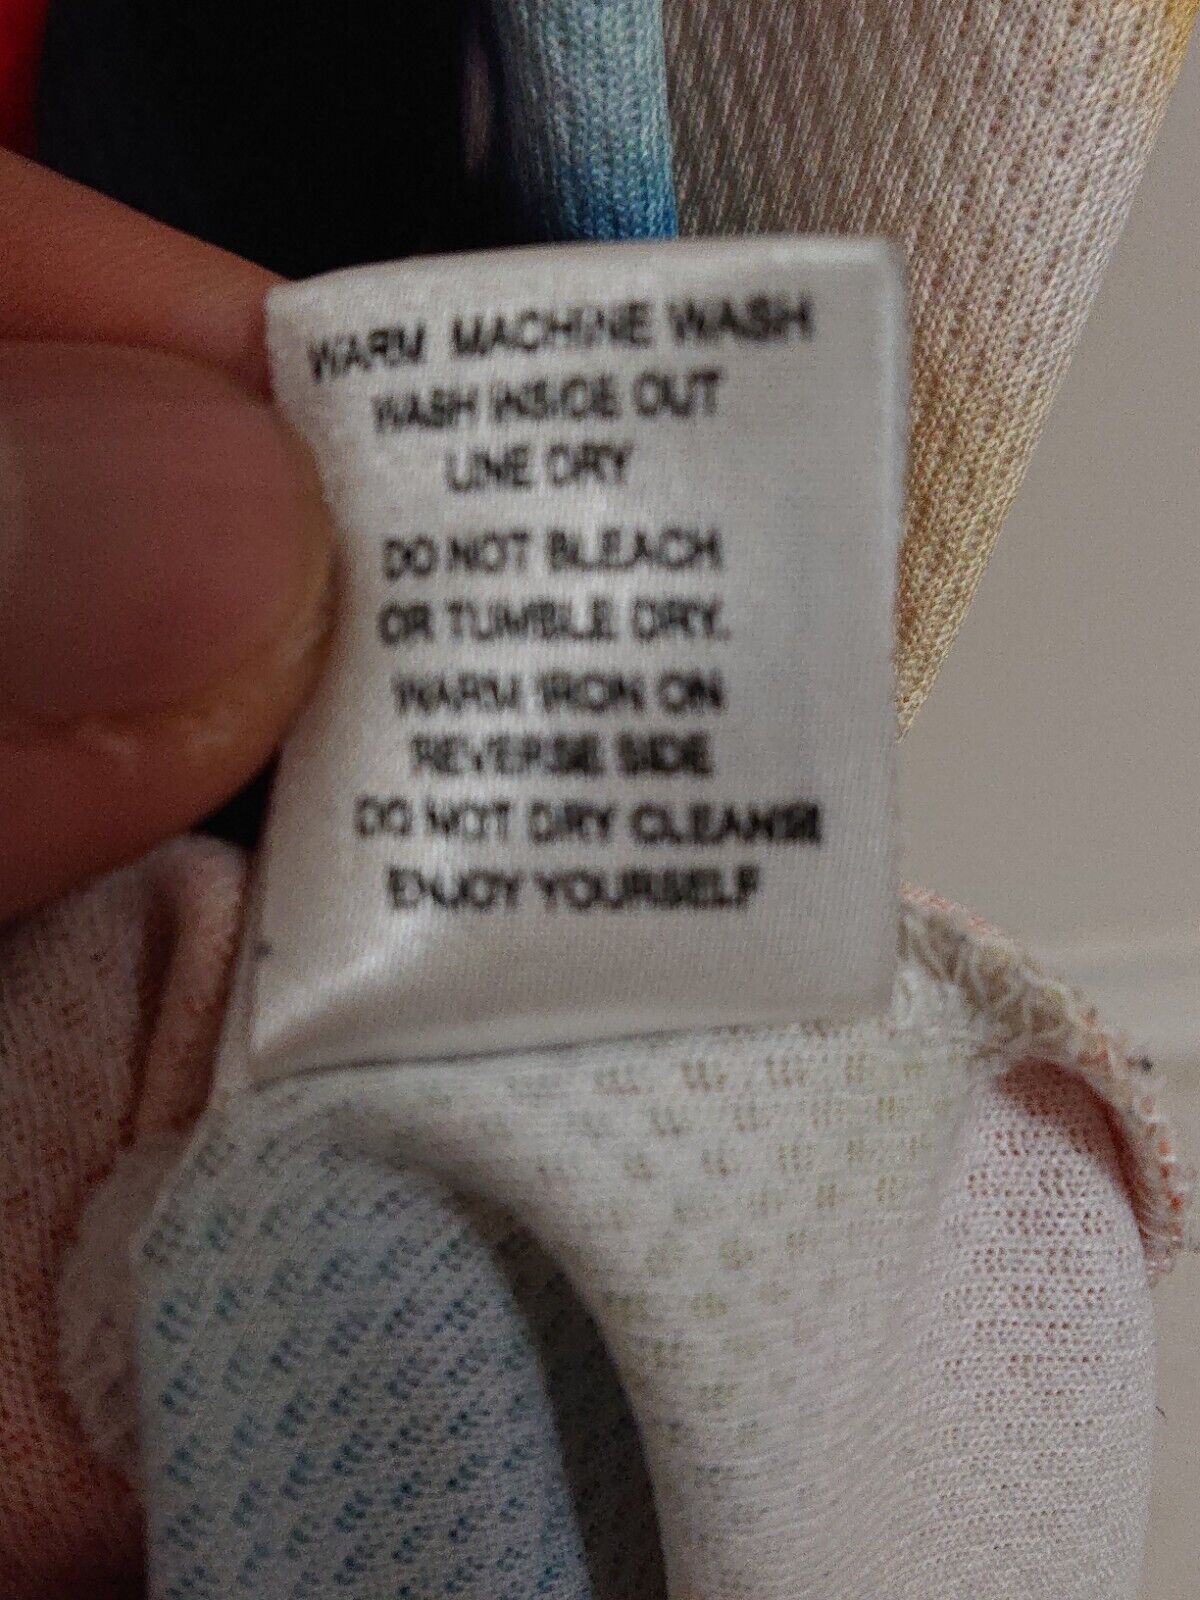 WARM MACHINE WASH
WASH INSIDE OUT
LINE DRY
DO NOT BLEACH
OR TUMBLE DRY.
WARM IRON ON
REVERSE SIDE
DO NOT DRY CLEANSE
ENJOY YOURSELF